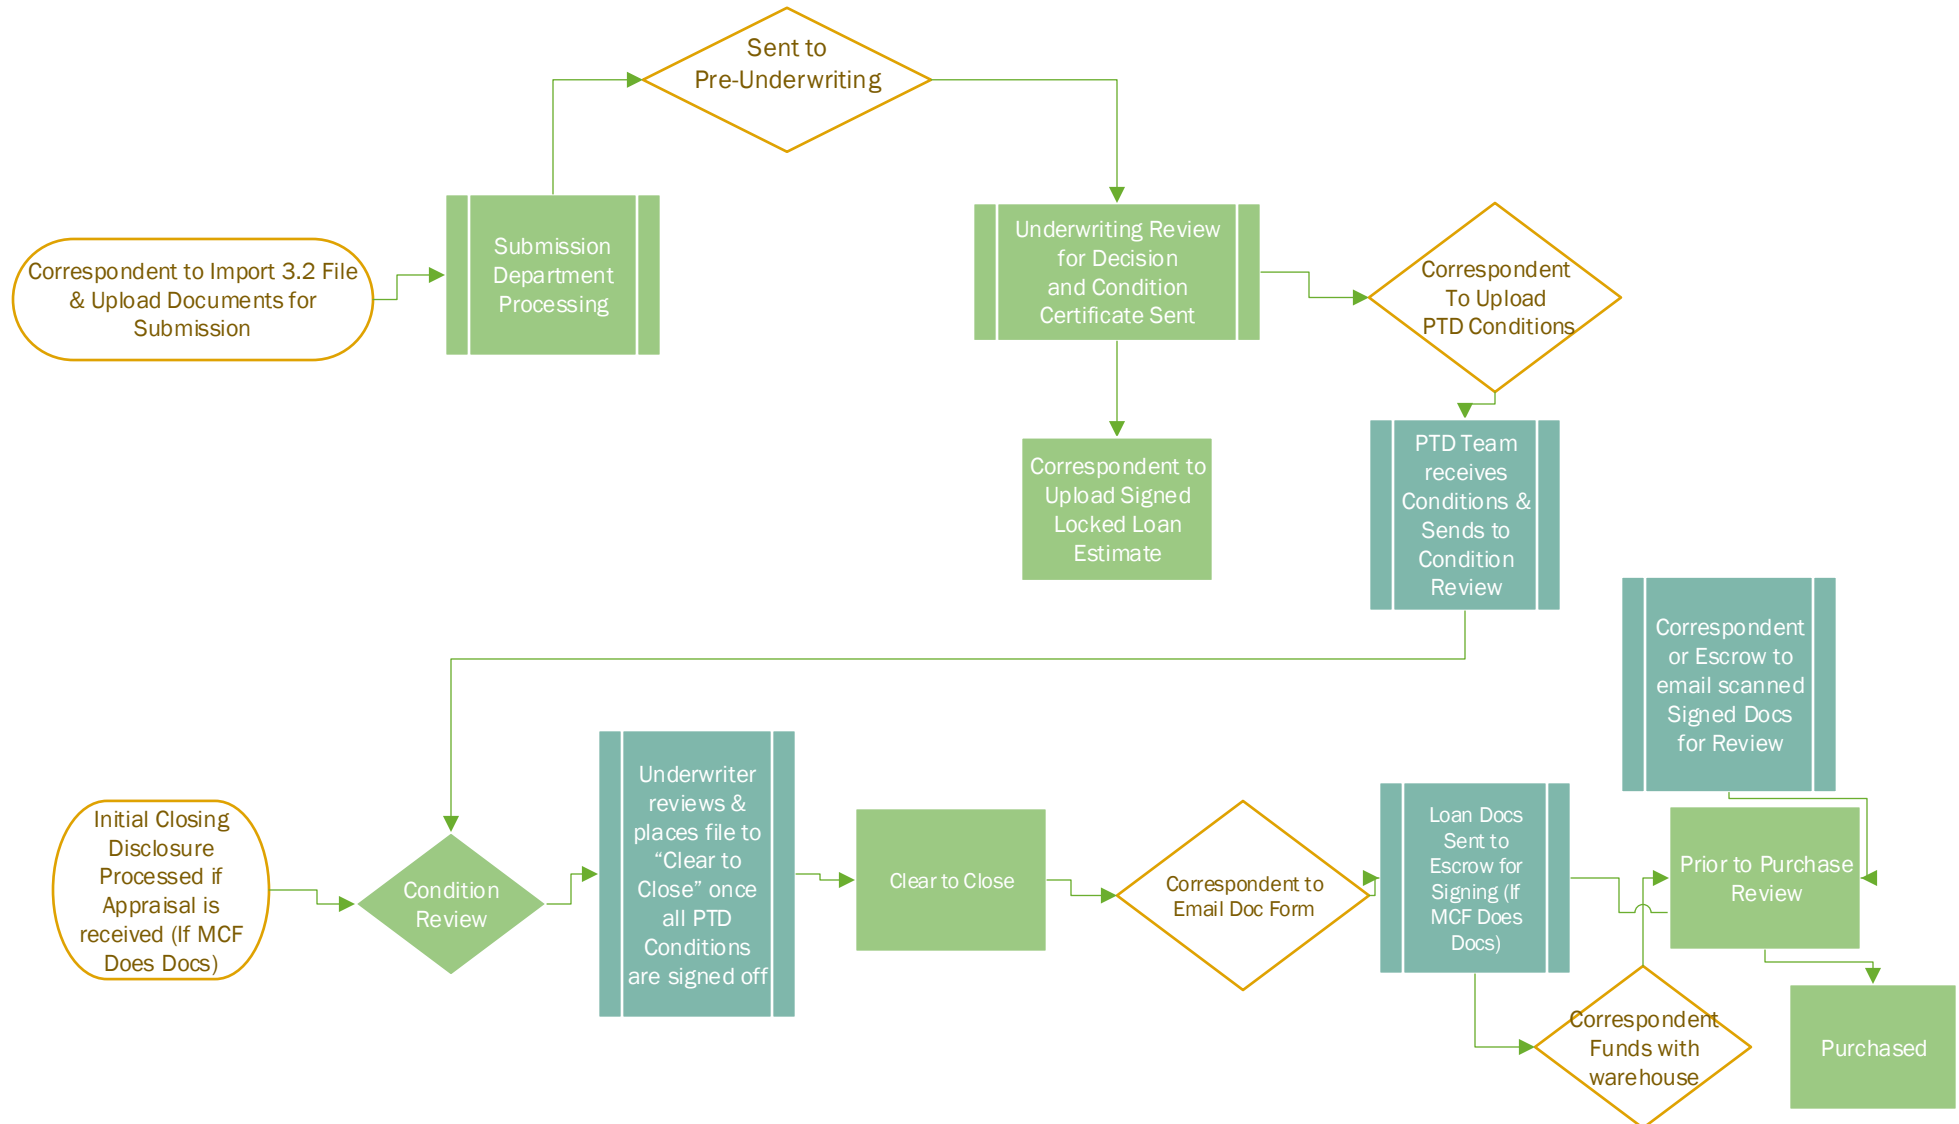 Sent to
Pre-Underwriting
Correspondent to Import 3.2 File
& Upload Documents for
Submission
Submission
Department
Processing
Underwriting Review
for Decision
and Condition
Certificate Sent
Correspondent
To Upload
PTD Conditions
Correspondent to
Upload Signed
Locked Loan
Estimate
PTD Team
receives
Conditions &
Sends to
Condition
Review
Correspondent
or Escrow to
email scanned
Signed Docs
for Review
Initial Closing
Disclosure
Processed if
Appraisal is
received (If MCF
Does Docs)
Condition
Review
Underwriter
reviews &
places file to
“Clear to
Close” once
all PTD
Conditions
are signed off
Clear to Close
Correspondent to
Email Doc Form
Loan Docs
Sent to
Escrow for
Signing (If
MCF Does
Docs)
Prior to Purchase
Review
Correspondent
Funds with
warehouse
Purchased